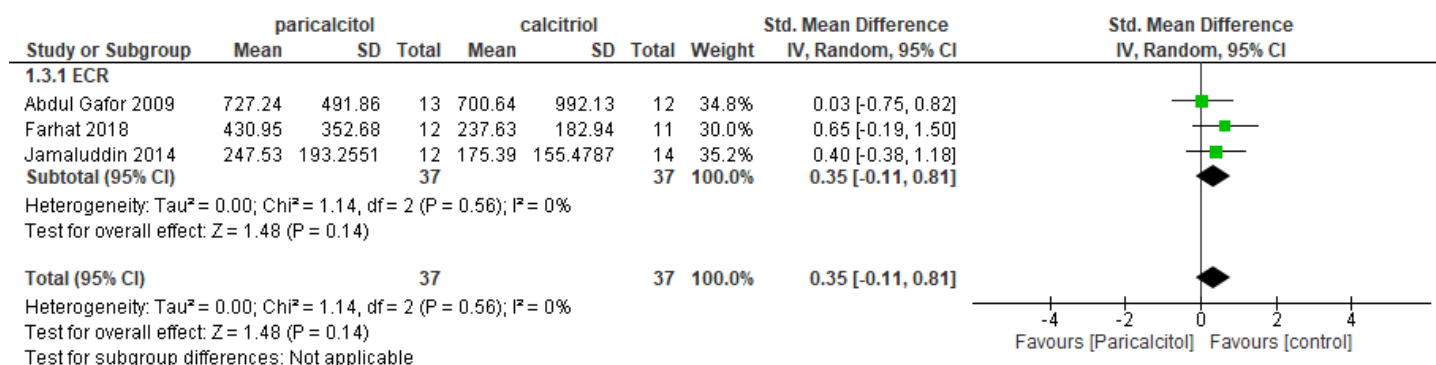 paricalcitol calcitriol Std. Mean Difference Std. Mean Difference
Study or Subgroup Mean SD Total Mean SD Total Weight IV, Random, 95% CI IV, Random, 95% CI
1.3.1 ECR
Abdul Gafor 2009 727.24 491.86 13 700.64 992.13 12 34.8% 0.03 [-0.75, 0.82]
Farhat 2018 430.95 352.68 12 237.63 182.94 11 30.0% 0.65 [-0.19, 1.50]
Jamaluddin 2014 247.53 193.2551 12 175.39 155.4787 14 35.2% 0.40 [-0.38, 1.18]
Subtotal (95% CI) 37 37 100.0% 0.35 [-0.11, 0.81]
Heterogeneity: Tau² = 0.00; Chi² = 1.14, df = 2 (P = 0.56); I² = 0%
Test for overall effect: Z = 1.48 (P = 0.14)
Total (95% CI) 37 37 100.0% 0.35 [-0.11, 0.81]
Heterogeneity: Tau² = 0.00; Chi² = 1.14, df = 2 (P = 0.56); I² = 0%
Test for overall effect: Z = 1.48 (P = 0.14)
Test for subgroup differences: Not applicable
-4 -2 0 2 4
Favours [Paricalcitol] Favours [control]